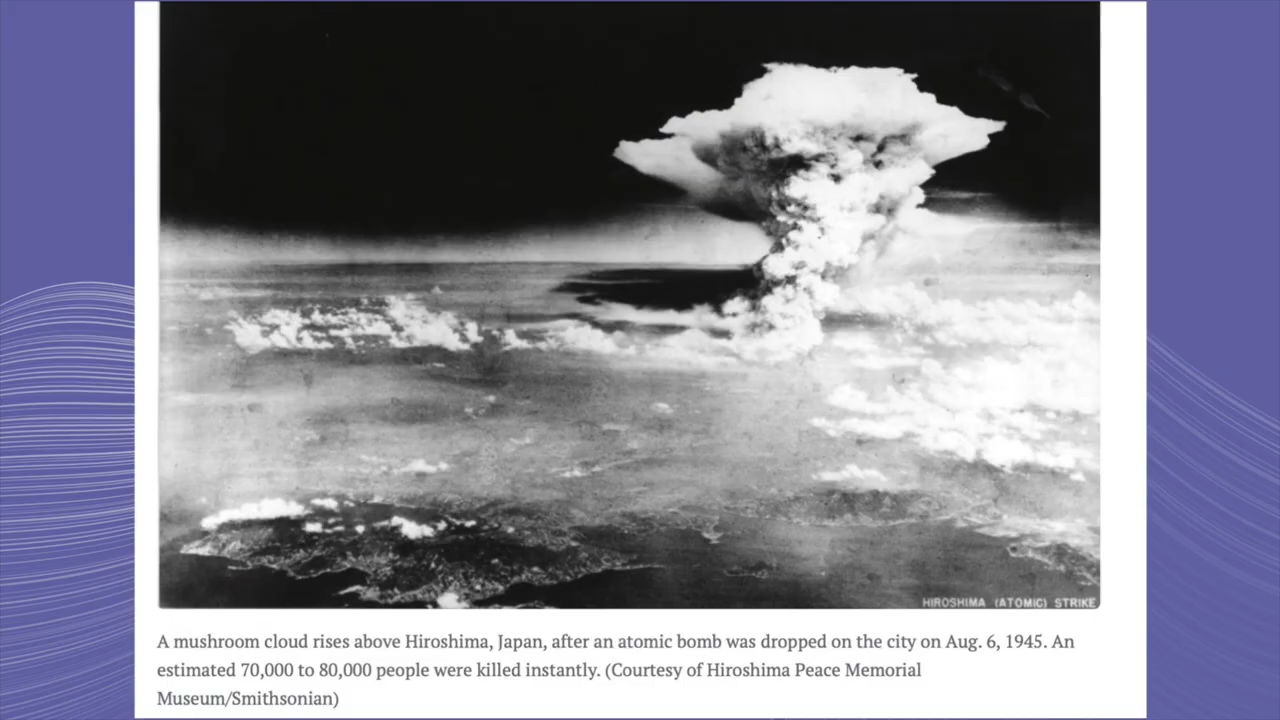 HIROSHIMA (ATOMIC) STRIKE
A mushroom cloud rises above Hiroshima, Japan, after an atomic bomb was dropped on the city on Aug. 6, 1945. An
estimated 70,000 to 80,000 people were killed instantly. (Courtesy of Hiroshima Peace Memorial
Museum/Smithsonian)